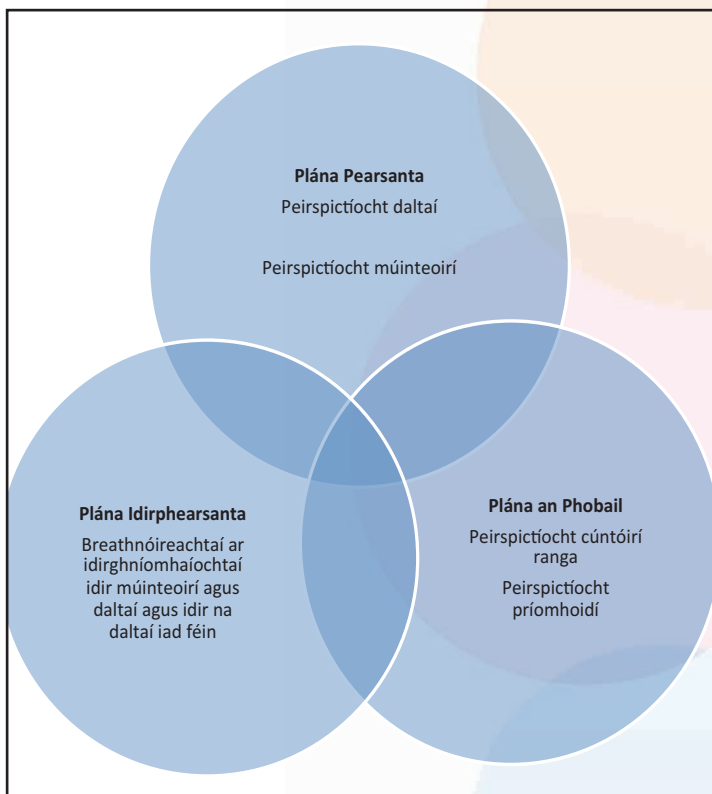 Plána Pearsanta
Peirspictíocht daltaí
Peirspictíocht múinteoirí
Plána Idirphearsanta
Breathnóireachtaí ar
idirghníomhaíochtaí
idir múinteoirí agus
daltaí agus idir na
daltaí iad féin
Plána an Phobail
Peirspictíocht cúntóirí
ranga
Peirspictíocht
príomhoidí